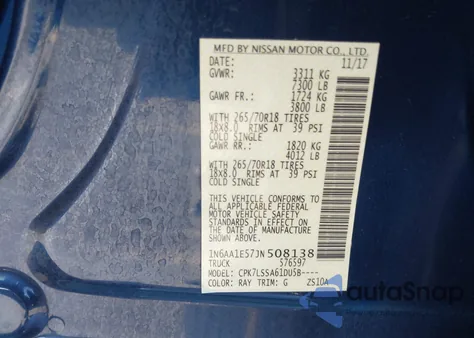 MFD BY NISSAN MOTOR CO., LTD.
DATE: 11/17
GVWR: 3311 KG
7300 LB
GAWR FR.: 1724 KG
3800 LB
WITH 265/70R18 TIRES
18X8.0 RIMS AT 39 PSI
COLD SINGLE
GAWR RR.: 1820 KG
4012 LB
WITH 265/70R18 TIRES
18X8.0 RIMS AT 39 PSI
COLD SINGLE
THIS VEHICLE CONFORMS TO
ALL APPLICABLE FEDERAL
MOTOR VEHICLE SAFETY
STANDARDS IN EFFECT ON
THE DATE OF MANUFACTURE
SHOWN ABOVE.
1N6AA1E57JN508138
TRUCK 576597
MODEL: CPK7LSSA61DU5B----
COLOR: RAY TRIM: G ZS10A
autoSnap